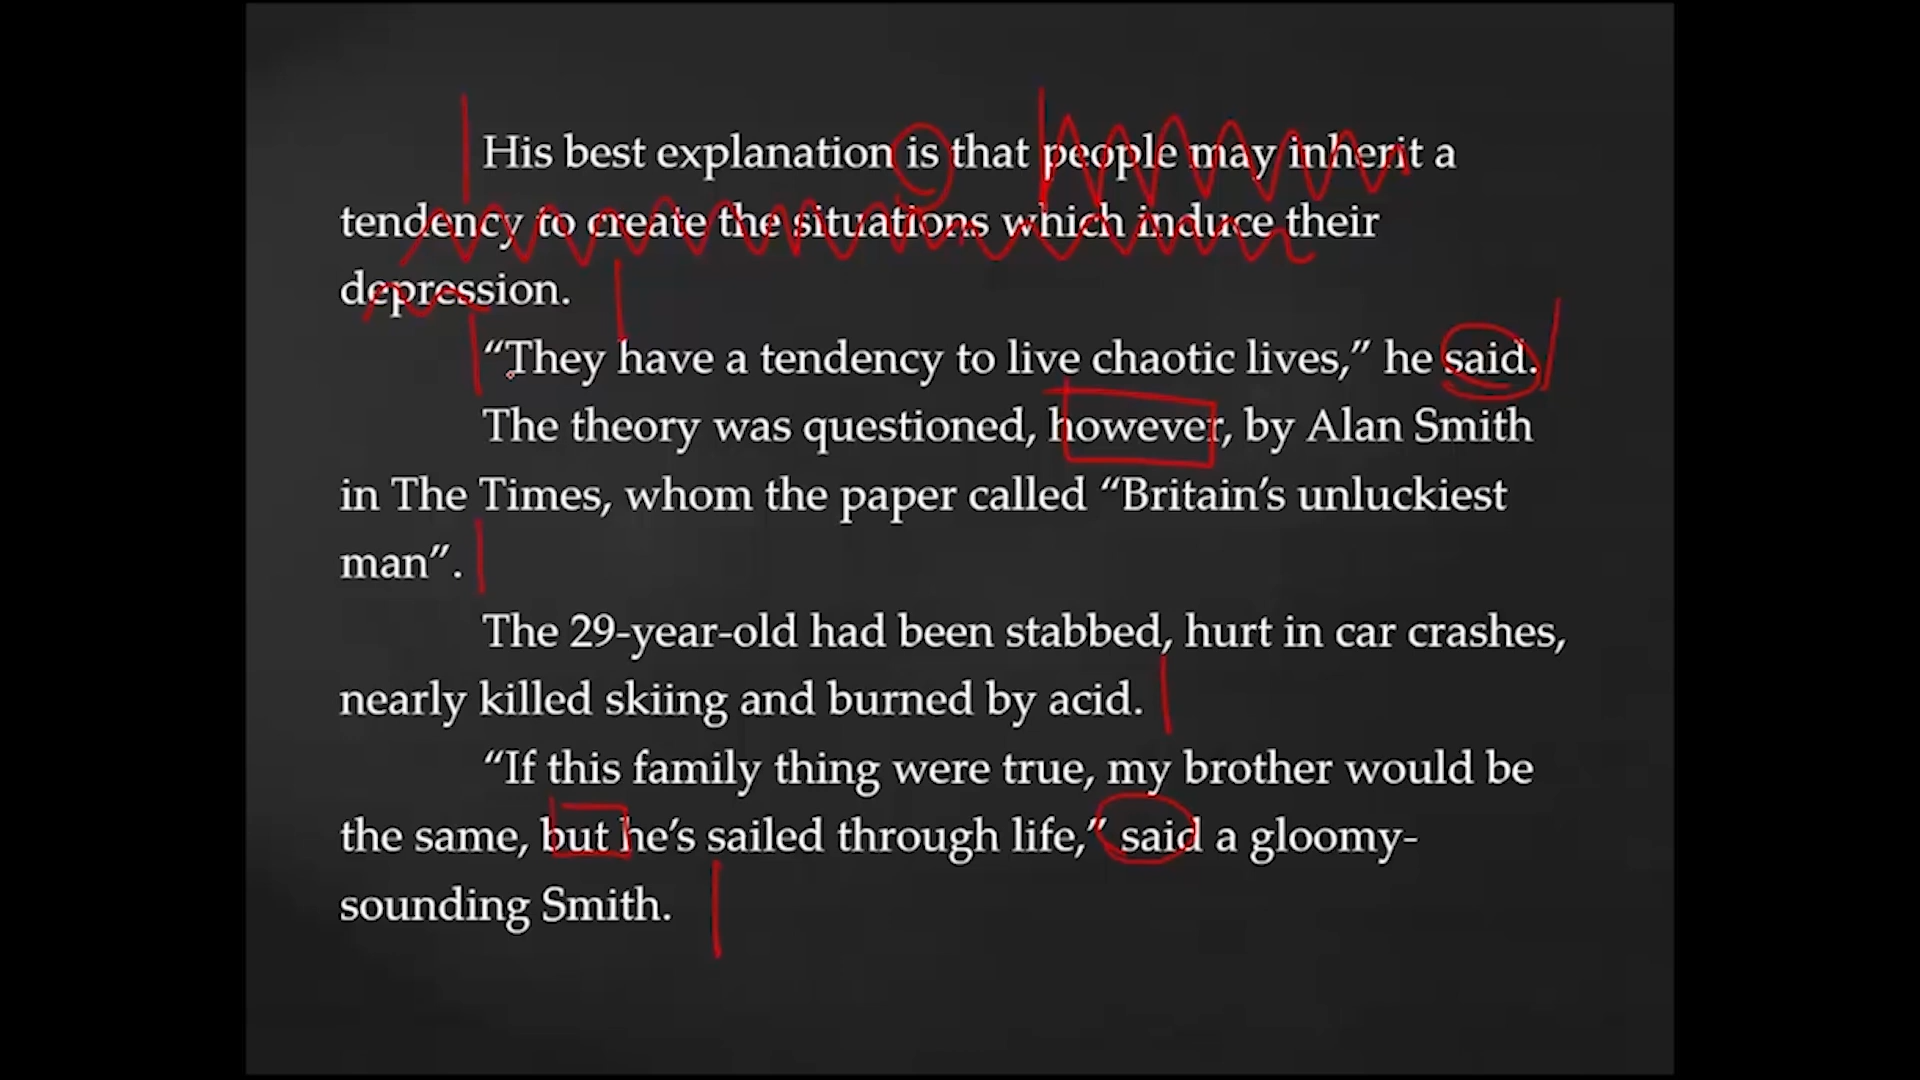 His best explanation is that people may inherit a
tendency to create the situations which induce their
depression.
“They have a tendency to live chaotic lives,” he said.
The theory was questioned, however, by Alan Smith
in The Times, whom the paper called “Britain’s unluckiest
man”.
The 29-year-old had been stabbed, hurt in car crashes,
nearly killed skiing and burned by acid.
“If this family thing were true, my brother would be
the same, but he’s sailed through life,” said a gloomy-
sounding Smith.